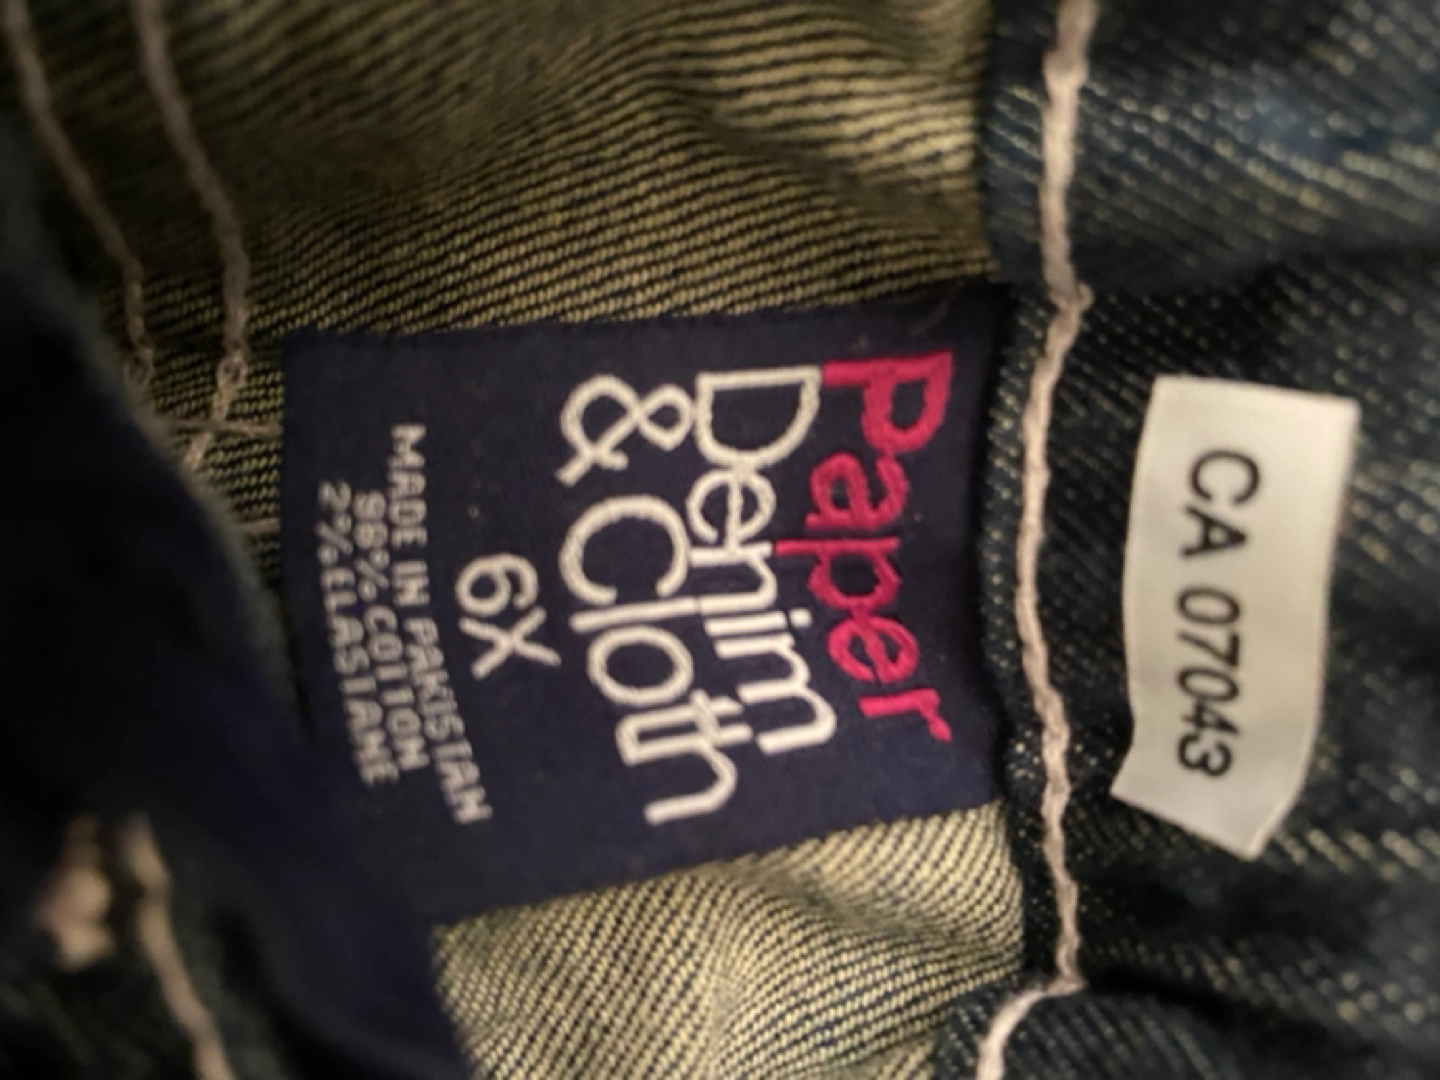 CA 07043
Paper
Denim
& Cloth
6X
MADE IN PAKISTAN
98% COTTON
2% ELASTANE